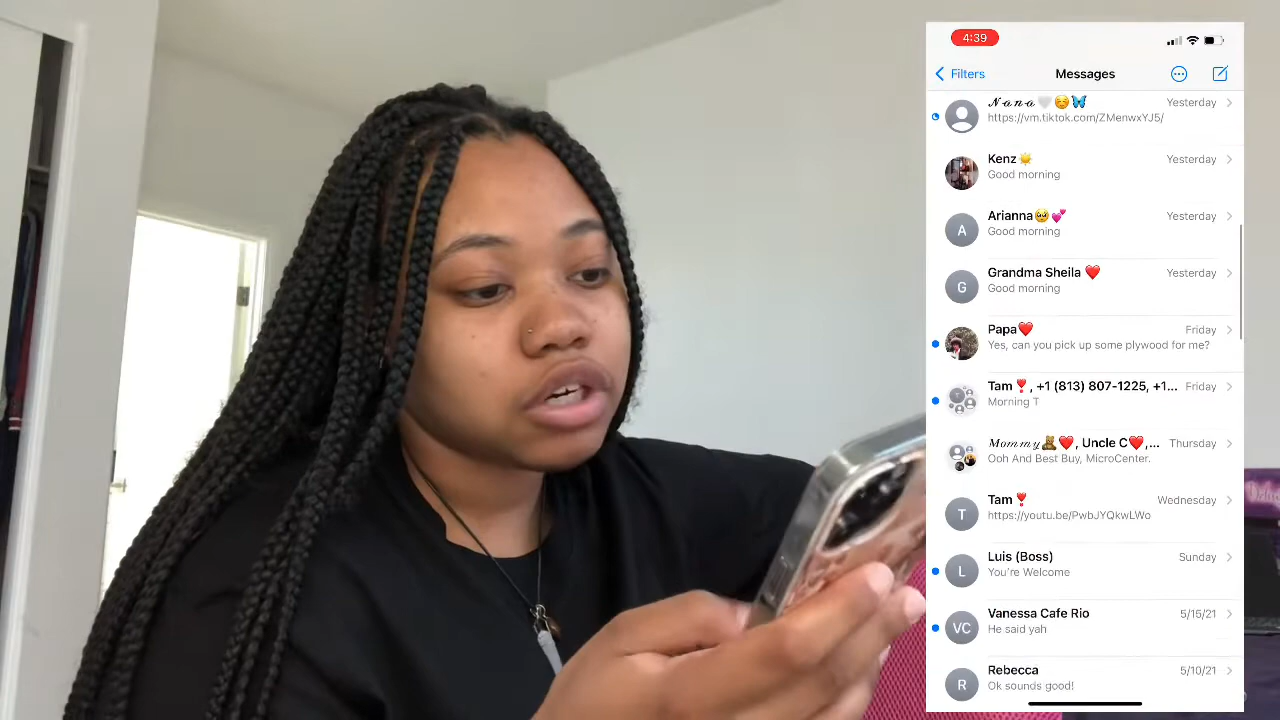 4:39
Filters
Messages
𝒩𝒶𝓃𝒶🤍☺️🦋
Yesterday
https://vm.tiktok.com/ZMenwxYJ5/
Kenz☀️
Yesterday
Good morning
Arianna🥺💕
Yesterday
Good morning
Grandma Sheila ❤️
Yesterday
Good morning
Papa❤️
Friday
Yes, can you pick up some plywood for me?
Tam❣️, +1 (813) 807-1225, +1...
Friday
Morning T
𝑀𝑜𝓂𝓂𝓎🧸❤️, Uncle C❤️,...
Thursday
Ooh And Best Buy, MicroCenter.
Tam❣️
Wednesday
https://youtu.be/PwbJYQkwLWo
Luis (Boss)
Sunday
You're Welcome
Vanessa Cafe Rio
5/15/21
He said yah
Rebecca
5/10/21
Ok sounds good!
A
G
T
T
L
VC
R